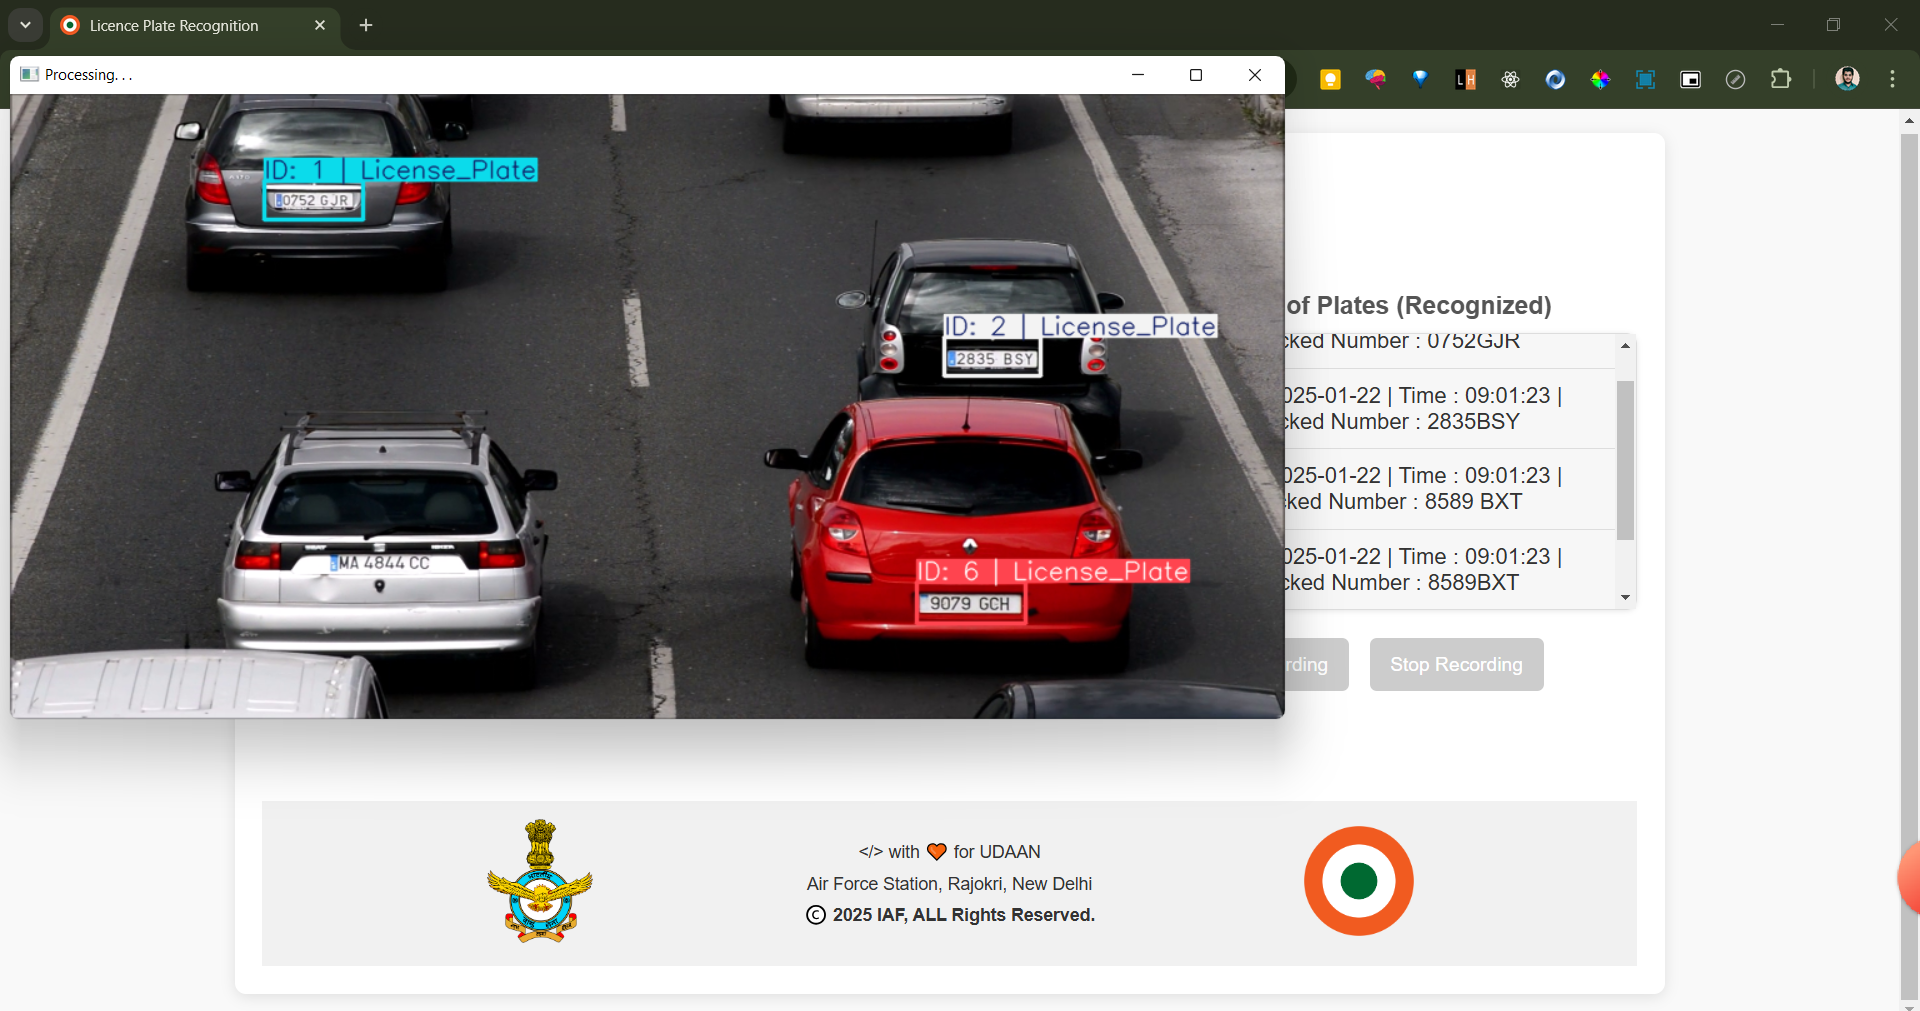 Licence Plate Recognition
Processing...
ID: 1 | License_Plate
0752 GJR
ID: 2 | License_Plate
2835 BSY
MA 4844 CC
ID: 6 | License_Plate
9079 GCH
LH
of Plates (Recognized)
cked Number : 0752GJR
025-01-22 | Time : 09:01:23 |
cked Number : 2835BSY
025-01-22 | Time : 09:01:23 |
cked Number : 8589 BXT
025-01-22 | Time : 09:01:23 |
cked Number : 8589BXT
rding
Stop Recording
</> with 🧡 for UDAAN
Air Force Station, Rajokri, New Delhi
© 2025 IAF, ALL Rights Reserved.